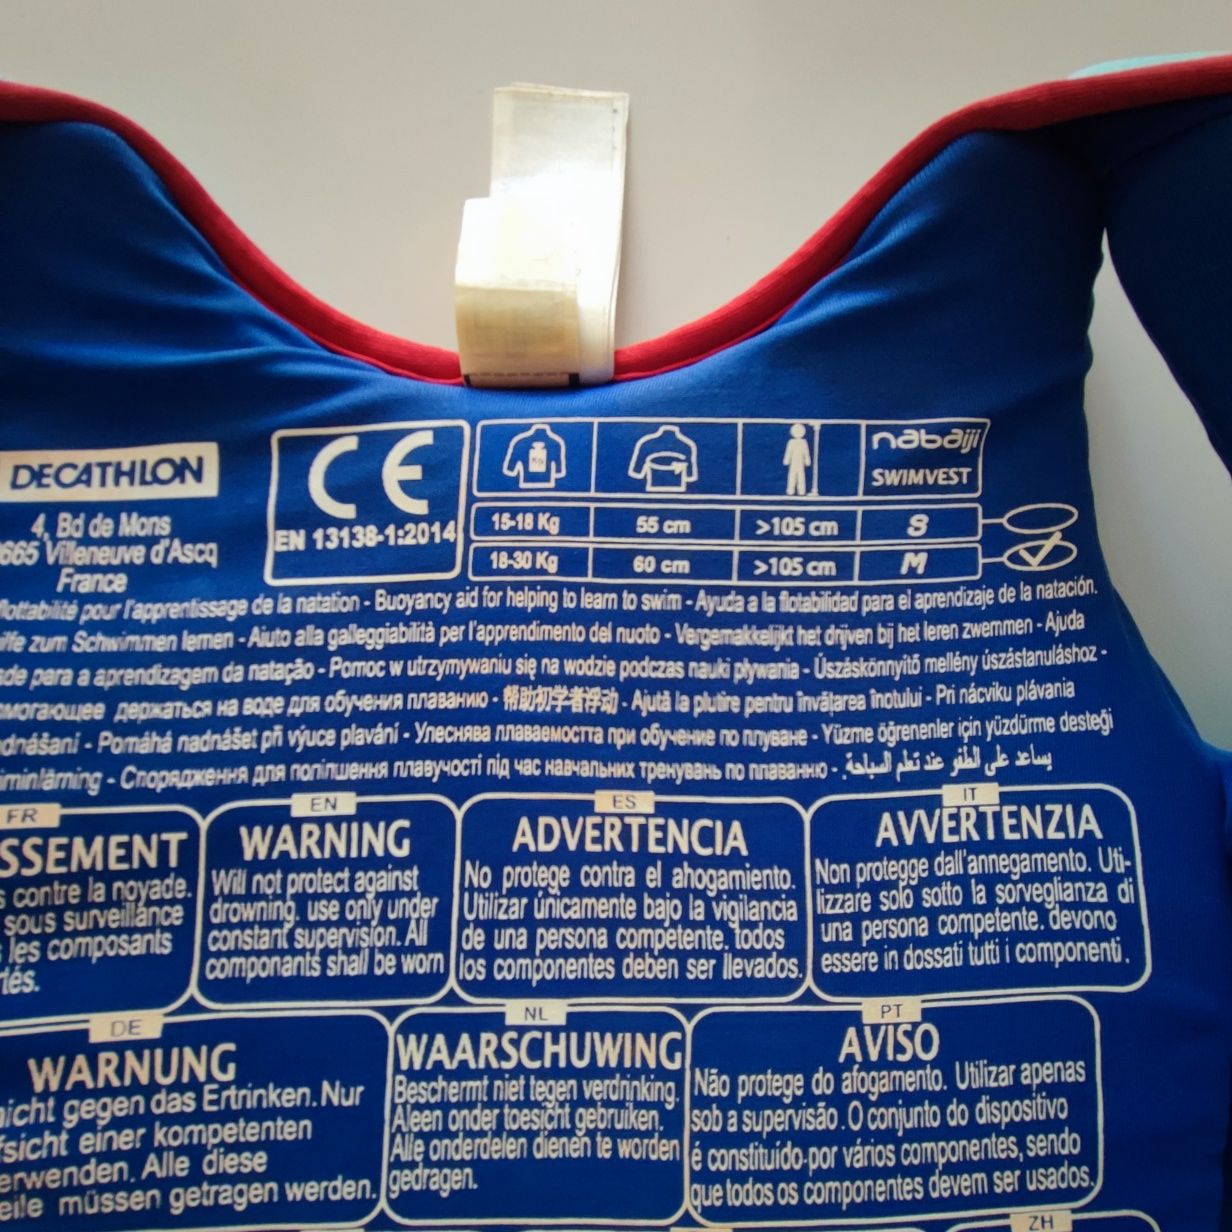 DECATHLON
4, Bd de Mons
665 Villeneuve d'Ascq
France
CE
EN 13138-1:2014
KG
nabaiji
SWIMVEST
15-18 Kg 55 cm >105 cm S
18-30 Kg 60 cm >105 cm M
flottabilité pour l'apprentissage de la natation - Buoyancy aid for helping to learn to swim - Ayuda a la flotabilidad para el aprendizaje de la natación.
zum Schwimmen lernen - Aiuto alla galleggiabilità per l'apprendimento del nuoto - Vergemakkelijkt het drijven bij het leren zwemmen - Ajuda
para a aprendizagem da natação - Pomoc w utrzymywaniu się na wodzie podczas nauki pływania - Úszáskönnyítő mellény úszástanuláshoz -
держаться на воде для обучения плаванию - 帮助初学者浮动 - Ajută la plutire pentru învăţarea înotului - Pri nácviku plávania
- Pomáhá nadnášet při výuce plavání - Улеснява плаваемостта при обучение по плуване - Yüzme öğrenenler için yüzdürme desteği
- Спорядження для поліпшення плавучості під час навчальних тренувань по плаванню - يساعد على الطفو عند تعلم السباحة.
FR
SSEMENT
contre la noyade.
sous surveillance
les composants
EN
WARNING
Will not protect against
drowning. use only under
constant supervision. All
componants shall be worn
ES
ADVERTENCIA
No protege contra el ahogamiento.
Utilizar únicamente bajo la vigilancia
de una persona competente. todos
los componentes deben ser llevados.
IT
AVVERTENZIA
Non protegge dall'annegamento. Uti-
lizzare solo sotto la sorveglianza di
una persona competente. devono
essere in dossati tutti i componenti.
DE
WARNUNG
gegen das Ertrinken. Nur
einer kompetenten
Alle diese
müssen getragen werden.
NL
WAARSCHUWING
Beschermt niet tegen verdrinking.
Aleen onder toesicht gebruiken.
Alle onderdelen dienen te worden
gedragen.
PT
AVISO
Não protege do afogamento. Utilizar apenas
sob a supervisão. O conjunto do dispositivo
é constituído por vários componentes, sendo
que todos os componentes devem ser usados.
ZH